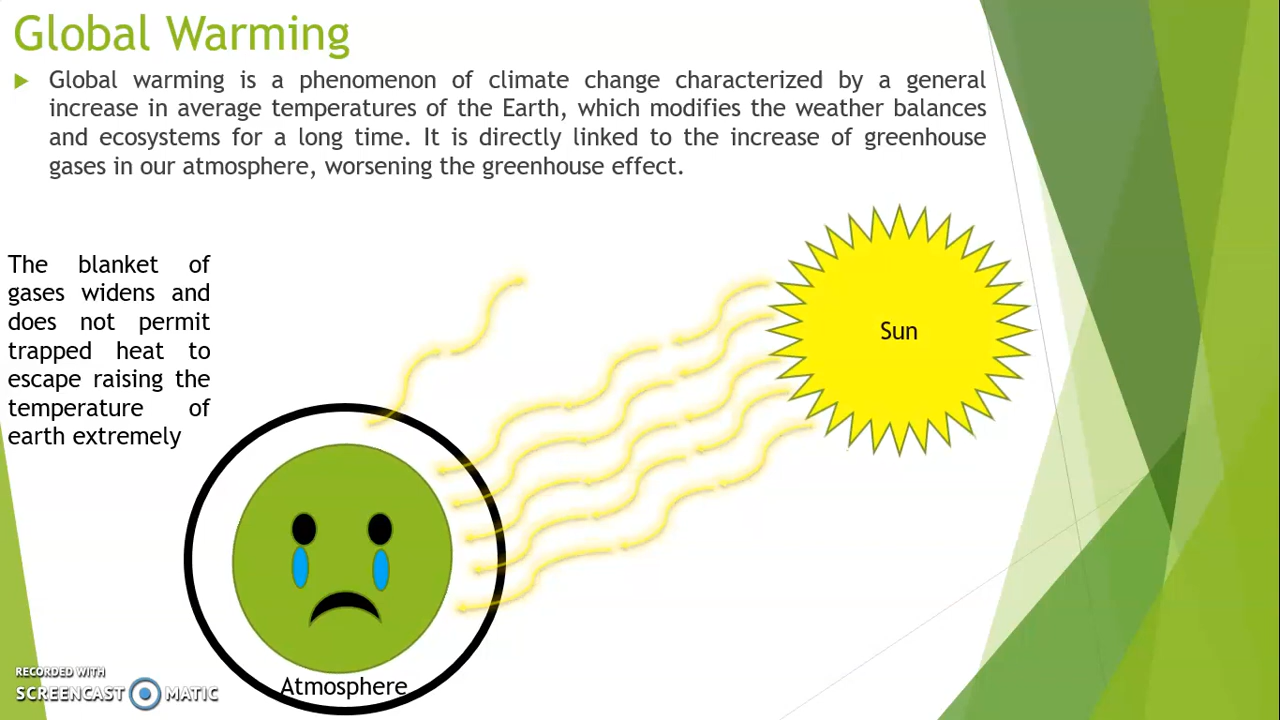 Global Warming
Global warming is a phenomenon of climate change characterized by a general
increase in average temperatures of the Earth, which modifies the weather balances
and ecosystems for a long time. It is directly linked to the increase of greenhouse
gases in our atmosphere, worsening the greenhouse effect.
The blanket of
gases widens and
does not permit
trapped heat to
escape raising the
temperature of
earth extremely
Sun
Atmosphere
RECORDED WITH
SCREENCAST MATIC